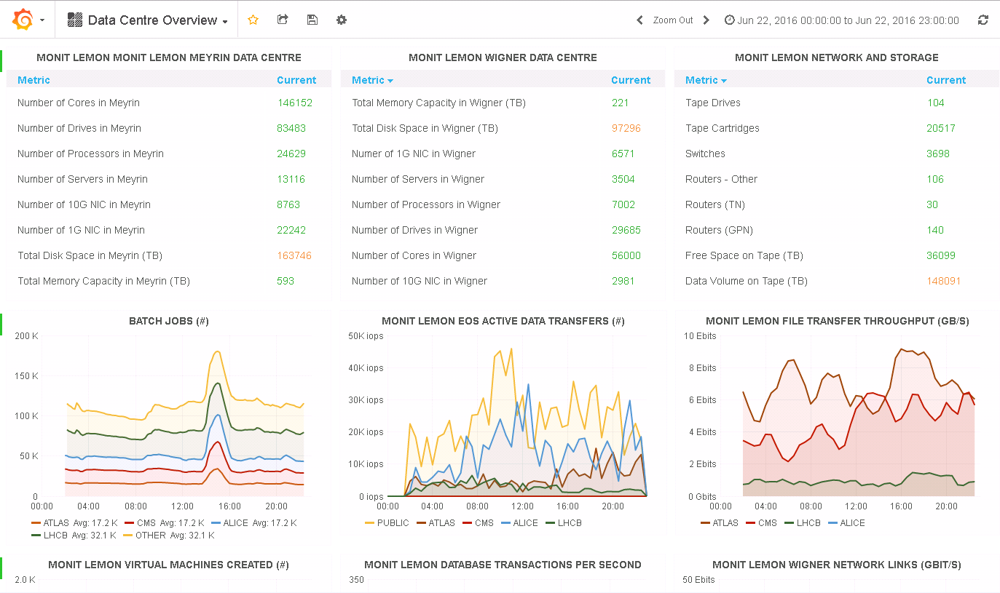 Data Centre Overview
Zoom Out
Jun 22, 2016 00:00:00 to Jun 22, 2016 23:00:00
MONIT LEMON MONIT LEMON MEYRIN DATA CENTRE
Metric Current
Number of Cores in Meyrin 146152
Number of Drives in Meyrin 83483
Number of Processors in Meyrin 24629
Number of Servers in Meyrin 13116
Number of 10G NIC in Meyrin 8763
Number of 1G NIC in Meyrin 22242
Total Disk Space in Meyrin (TB) 163746
Total Memory Capacity in Meyrin (TB) 593
MONIT LEMON WIGNER DATA CENTRE
Metric Current
Total Memory Capacity in Wigner (TB) 221
Total Disk Space in Wigner (TB) 97296
Numer of 1G NIC in Wigner 6571
Number of Servers in Wigner 3504
Number of Processors in Wigner 7002
Number of Drives in Wigner 29685
Number of Cores in Wigner 56000
Number of 10G NIC in Wigner 2981
MONIT LEMON NETWORK AND STORAGE
Metric Current
Tape Drives 104
Tape Cartridges 20517
Switches 3698
Routers - Other 106
Routers (TN) 30
Routers (GPN) 140
Free Space on Tape (TB) 36099
Data Volume on Tape (TB) 148091
BATCH JOBS (#)
200 K
150 K
100 K
50 K
0
00:00 04:00 08:00 12:00 16:00 20:00
ATLAS Avg: 17.2 K CMS Avg: 17.2 K ALICE Avg: 17.2 K
LHCB Avg: 32.1 K OTHER Avg: 32.1 K
MONIT LEMON EOS ACTIVE DATA TRANSFERS (#)
50K iops
40K iops
30K iops
20K iops
10K iops
0 iops
00:00 04:00 08:00 12:00 16:00 20:00
PUBLIC ATLAS CMS ALICE LHCB
MONIT LEMON FILE TRANSFER THROUGHPUT (GB/S)
10 Ebits
8 Ebits
6 Ebits
4 Ebits
2 Ebits
0 Gbits
00:00 04:00 08:00 12:00 16:00 20:00
ATLAS CMS LHCB ALICE
MONIT LEMON VIRTUAL MACHINES CREATED (#)
2.0 K
MONIT LEMON DATABASE TRANSACTIONS PER SECOND
350
MONIT LEMON WIGNER NETWORK LINKS (GBIT/S)
50 Ebits